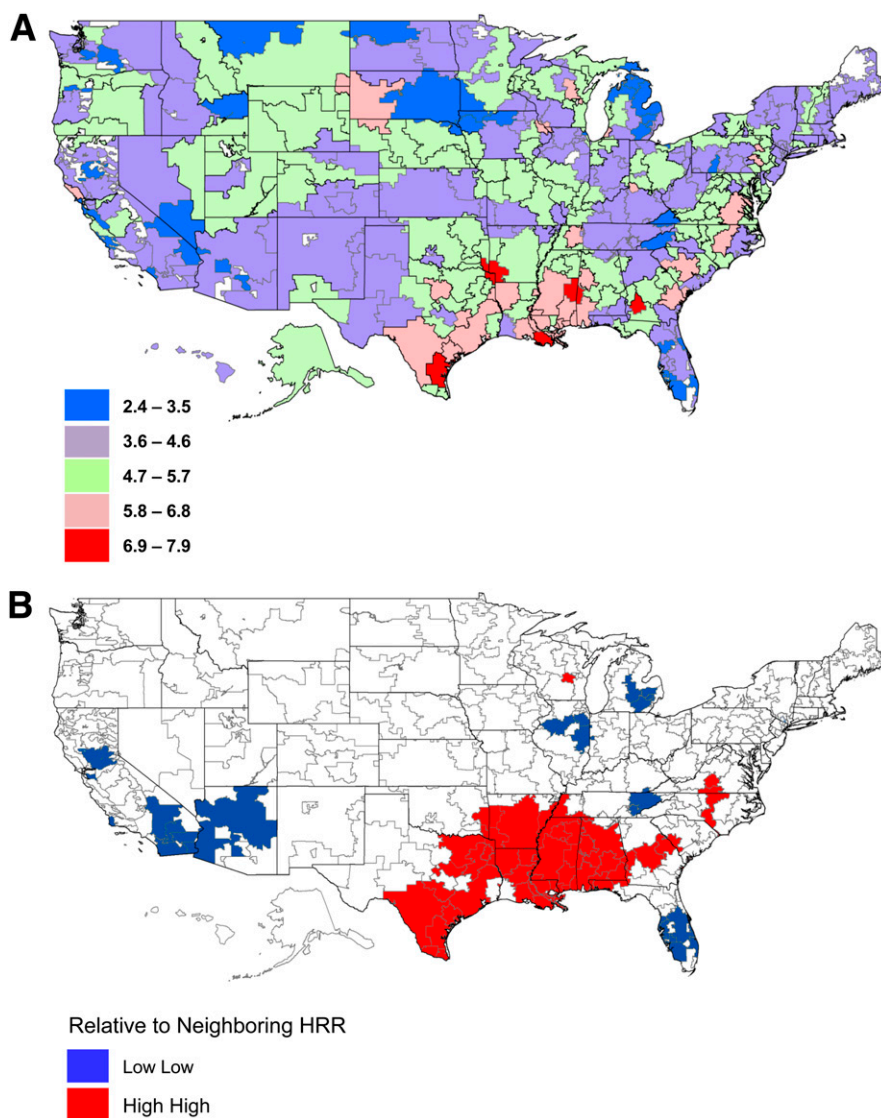 A
2.4 – 3.5
3.6 – 4.6
4.7 – 5.7
5.8 – 6.8
6.9 – 7.9
B
Relative to Neighboring HRR
Low Low
High High